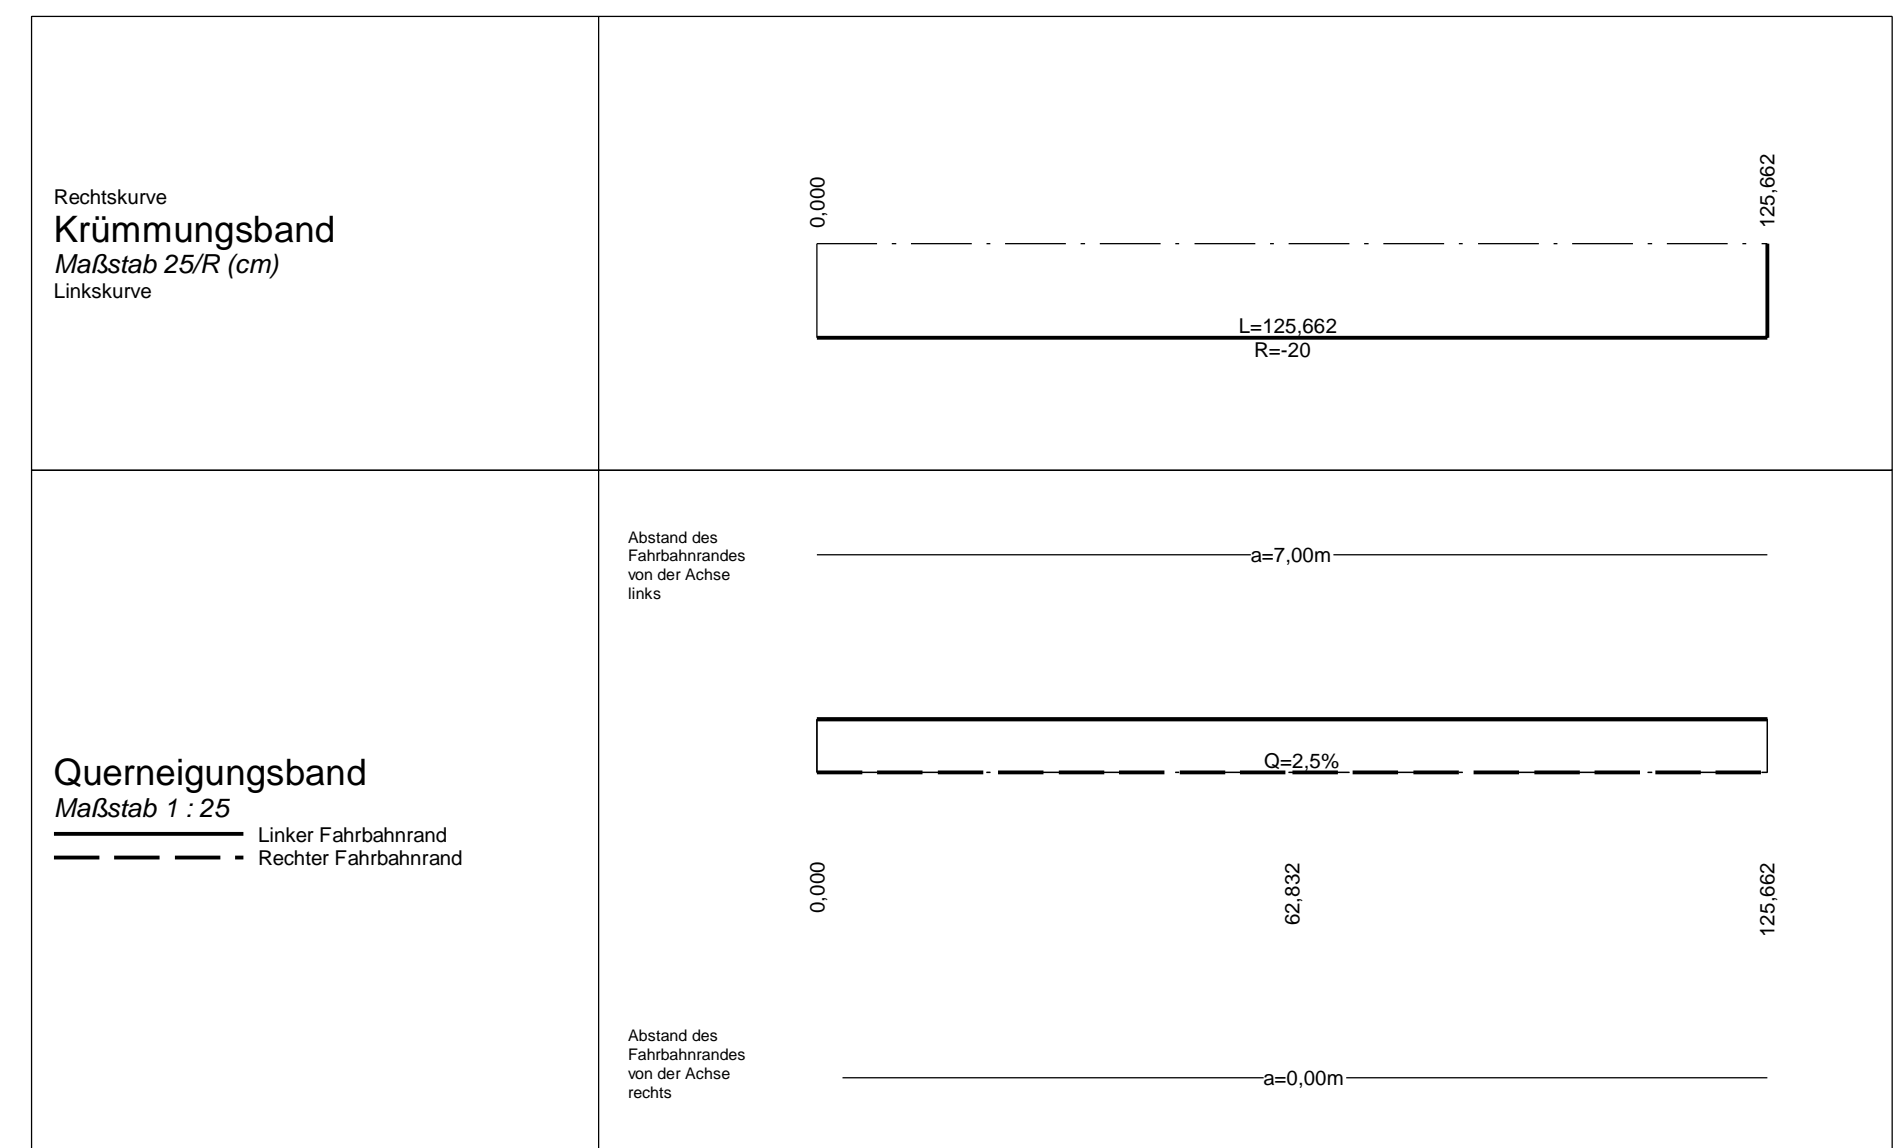 Rechtskurve
Krümmungsband
Maßstab 25/R (cm)
Linkskurve
0,000
125,662
L=125,662
R=-20
Abstand des
Fahrbahnrandes
von der Achse
links
a=7,00m
Querneigungsband
Maßstab 1 : 25
Linker Fahrbahnrand
Rechter Fahrbahnrand
Q=2,5%
0,000
62,832
125,662
Abstand des
Fahrbahnrandes
von der Achse
rechts
a=0,00m